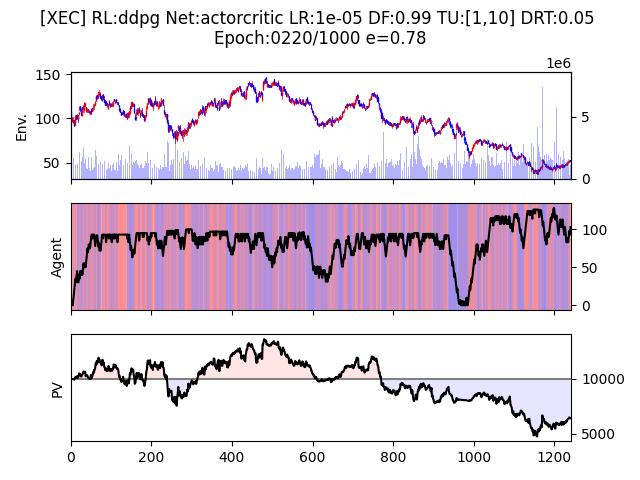 [XEC] RL:ddpg Net:actorcritic LR:1e-05 DF:0.99 TU:[1,10] DRT:0.05
Epoch:0220/1000 e=0.78
1e6
150
100
50
Env.
5
0
Agent
100
50
0
PV
10000
5000
0 200 400 600 800 1000 1200